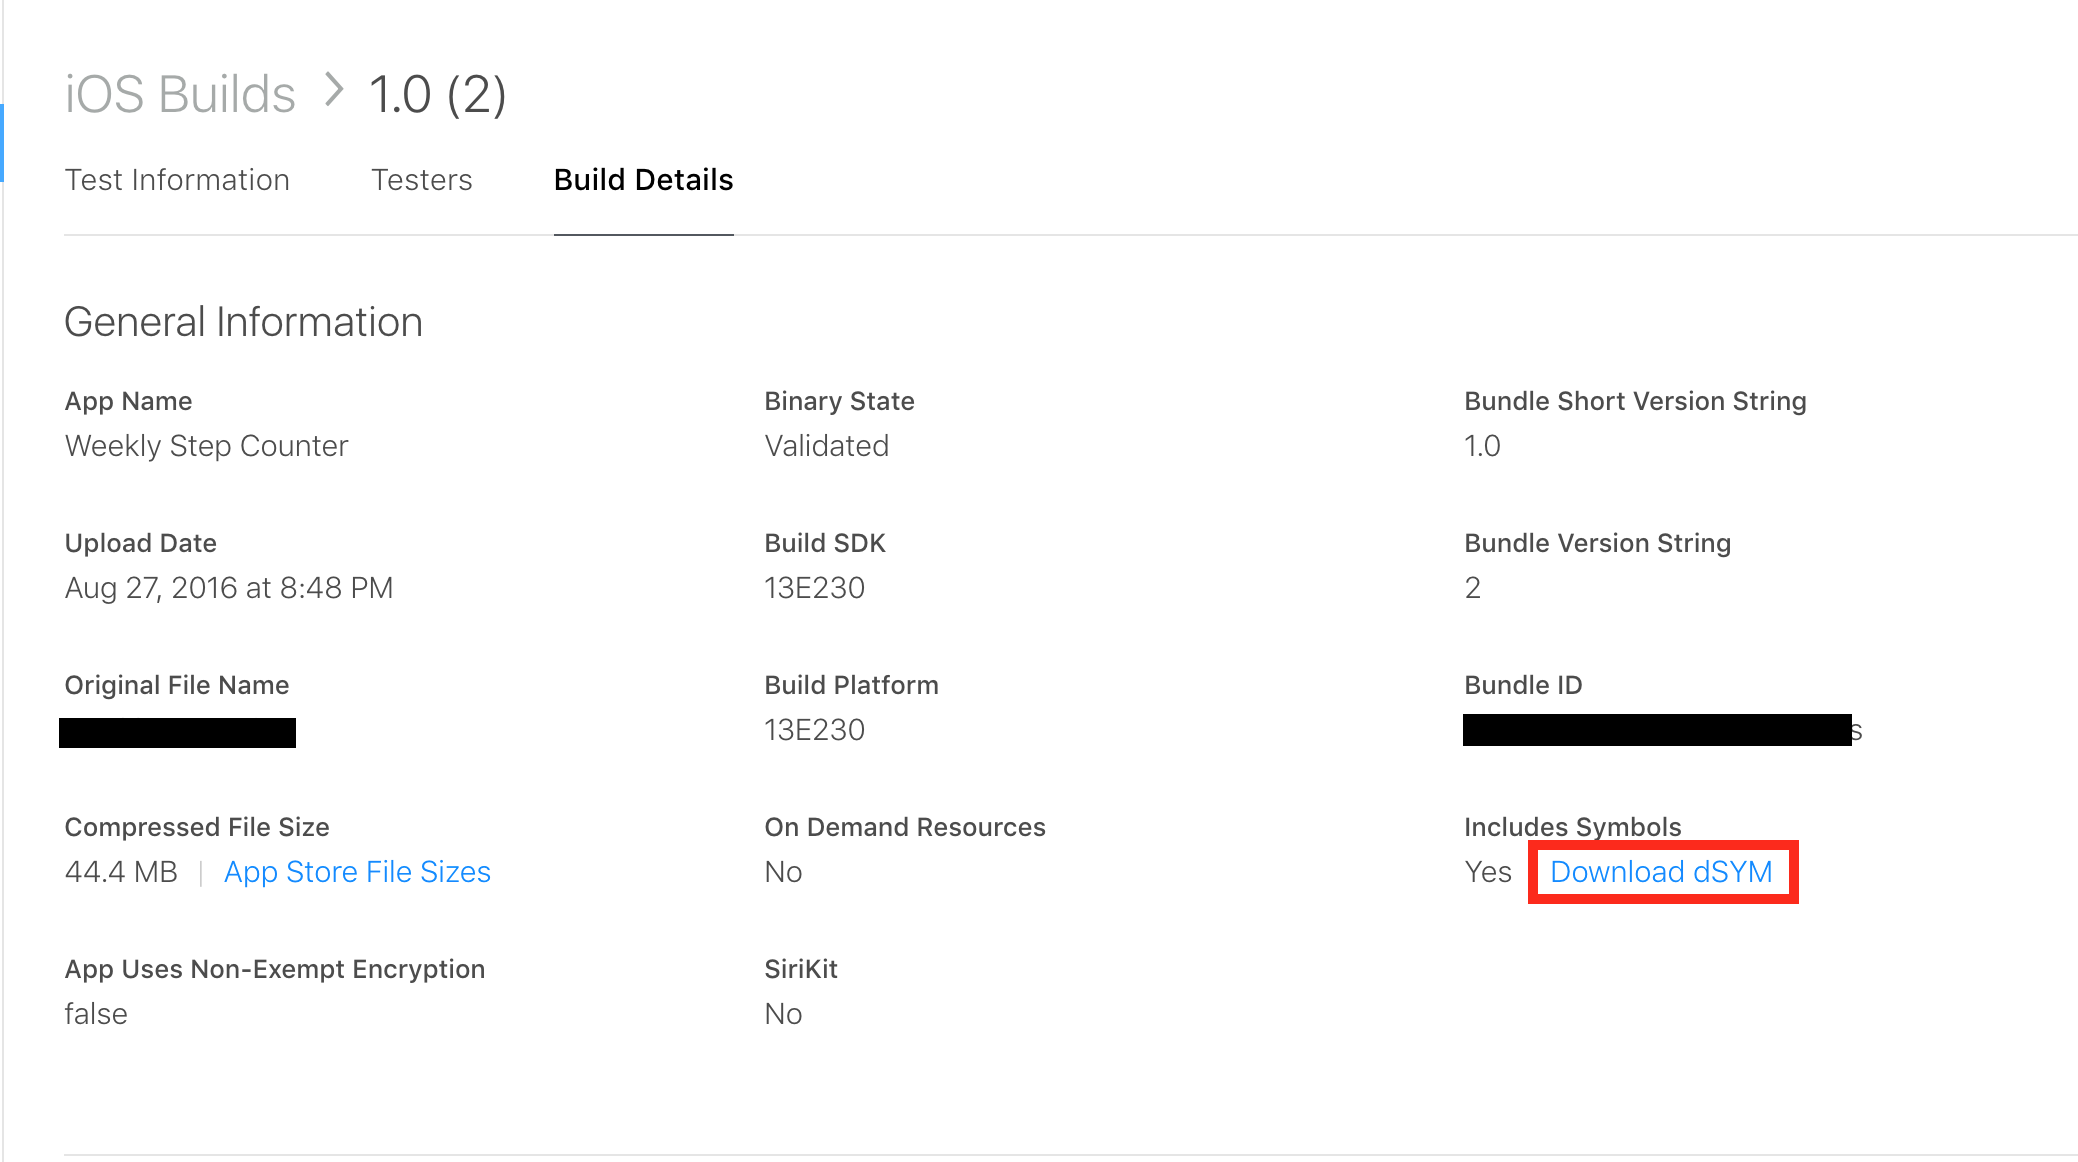 iOS Builds > 1.0 (2)
Test Information Testers Build Details
General Information
App Name
Weekly Step Counter
Binary State
Validated
Bundle Short Version String
1.0
Upload Date
Aug 27, 2016 at 8:48 PM
Build SDK
13E230
Bundle Version String
2
Original File Name
Build Platform
13E230
Bundle ID
s
Compressed File Size
44.4 MB | App Store File Sizes
On Demand Resources
No
Includes Symbols
Yes Download dSYM
App Uses Non-Exempt Encryption
false
SiriKit
No